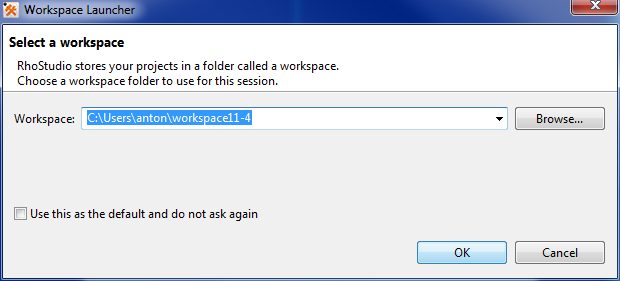 Workspace Launcher
Select a workspace
RhoStudio stores your projects in a folder called a workspace.
Choose a workspace folder to use for this session.
Workspace: C:\Users\anton\workspace11-4 Browse...
Use this as the default and do not ask again
OK Cancel